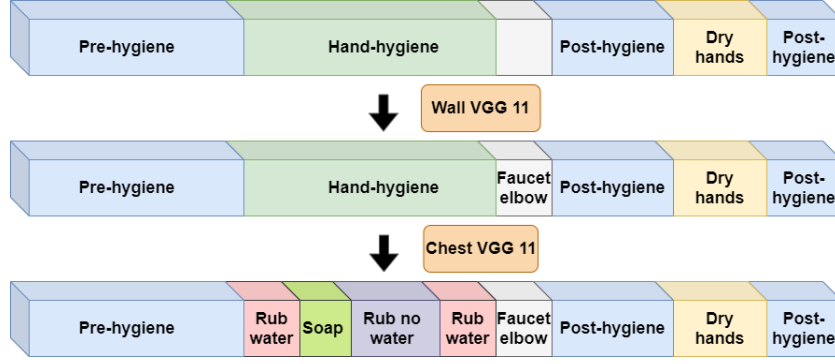 Pre-hygiene
Hand-hygiene
Post-hygiene
Dry
hands
Post-
hygiene
Wall VGG 11
Pre-hygiene
Hand-hygiene
Faucet
elbow
Post-hygiene
Dry
hands
Post-
hygiene
Chest VGG 11
Pre-hygiene
Rub
water
Soap
Rub no
water
Rub
water
Faucet
elbow
Post-hygiene
Dry
hands
Post-
hygiene